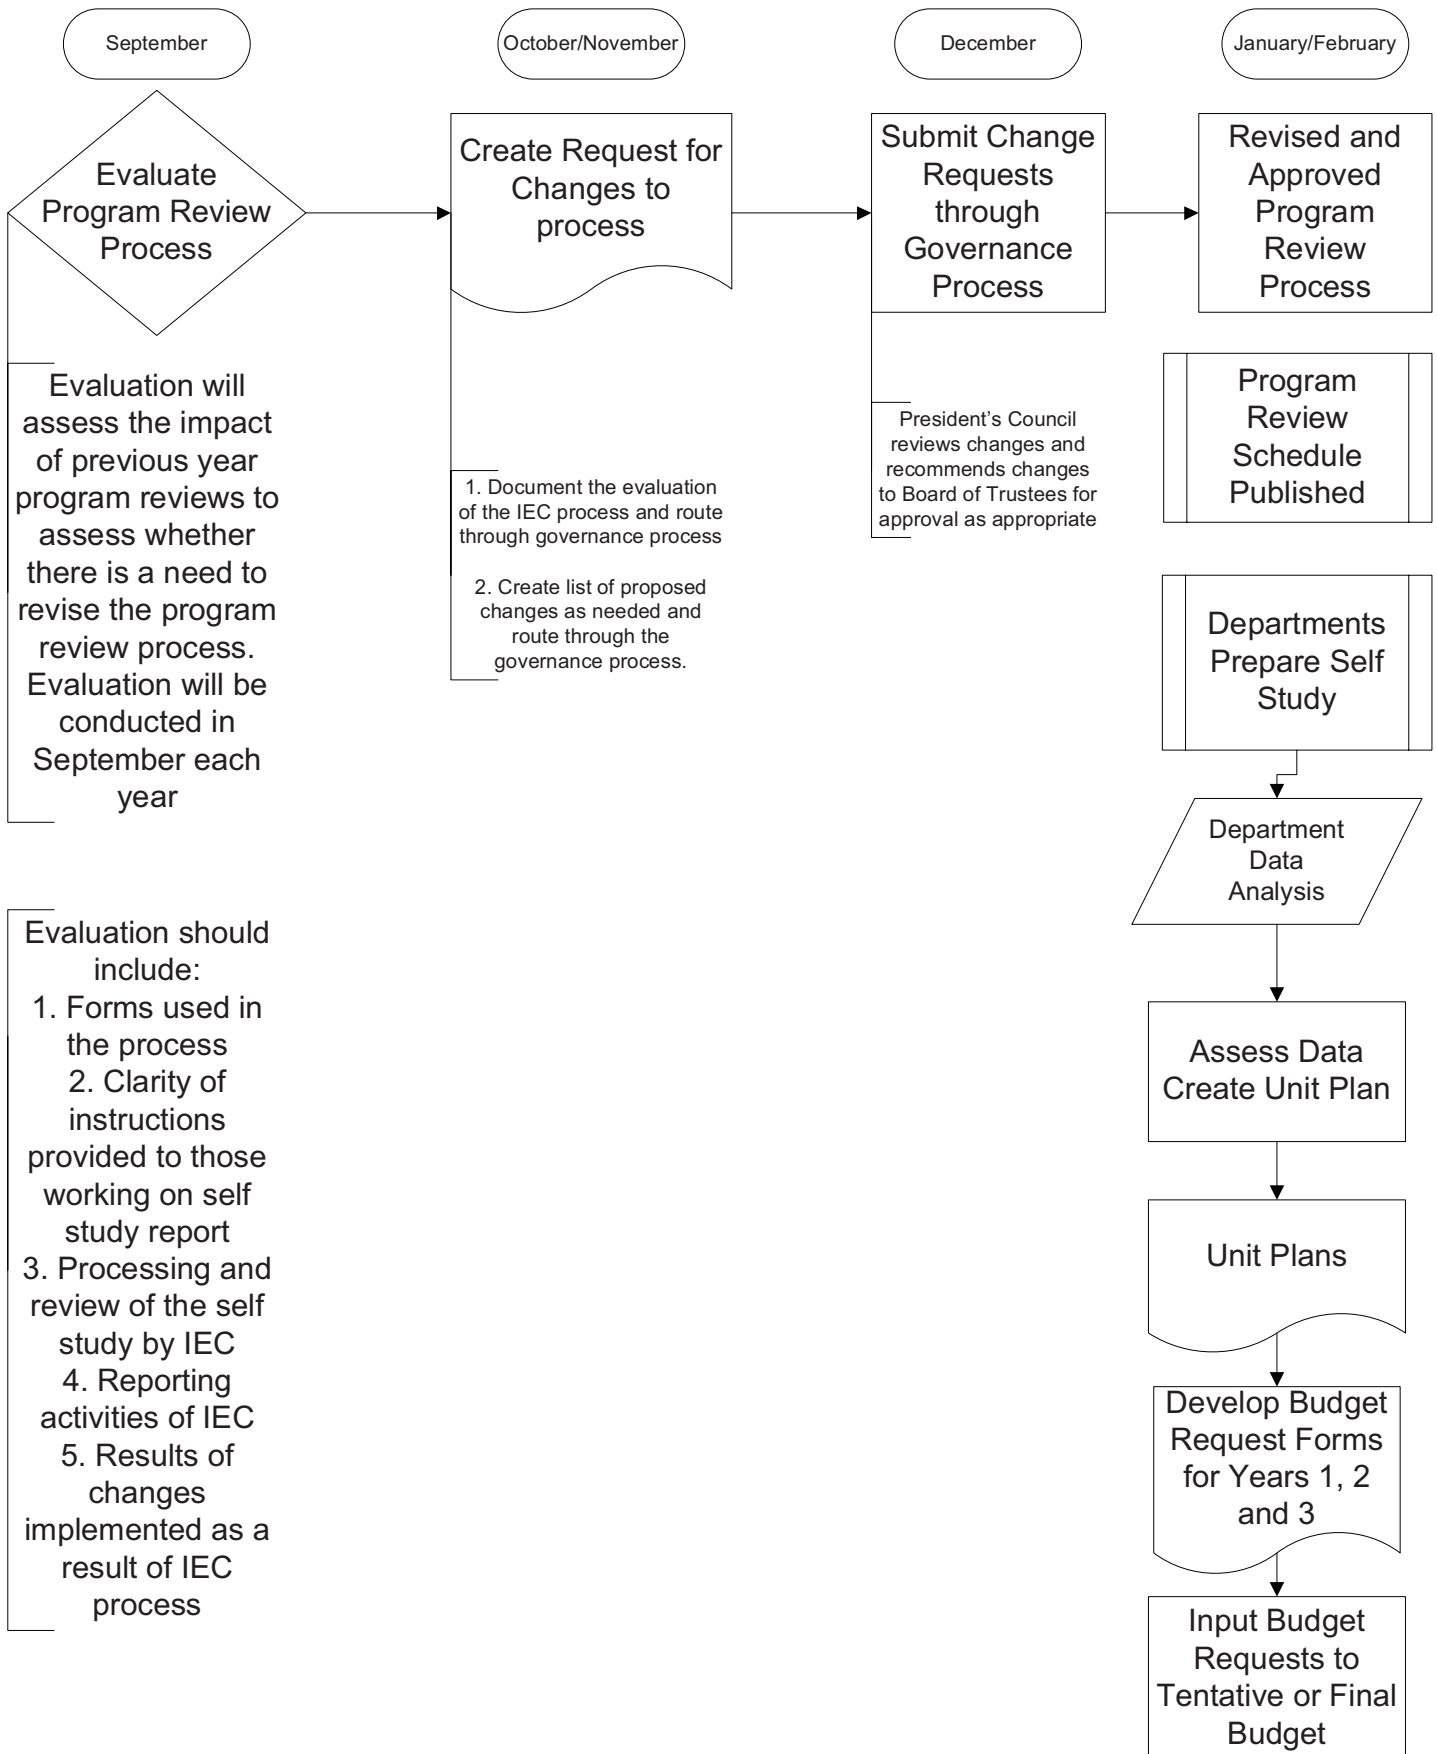 September
October/November
December
January/February
Evaluate
Program Review
Process
Create Request for
Changes to
process
Submit Change
Requests
through
Governance
Process
Revised and
Approved
Program
Review
Process
Evaluation will
assess the impact
of previous year
program reviews to
assess whether
there is a need to
revise the program
review process.
Evaluation will be
conducted in
September each
year
1. Document the evaluation
of the IEC process and route
through governance process
2. Create list of proposed
changes as needed and
route through the
governance process.
President’s Council
reviews changes and
recommends changes
to Board of Trustees for
approval as appropriate
Program
Review
Schedule
Published
Departments
Prepare Self
Study
Department
Data
Analysis
Evaluation should
include:
1. Forms used in
the process
2. Clarity of
instructions
provided to those
working on self
study report
3. Processing and
review of the self
study by IEC
4. Reporting
activities of IEC
5. Results of
changes
implemented as a
result of IEC
process
Assess Data
Create Unit Plan
Unit Plans
Develop Budget
Request Forms
for Years 1, 2
and 3
Input Budget
Requests to
Tentative or Final
Budget